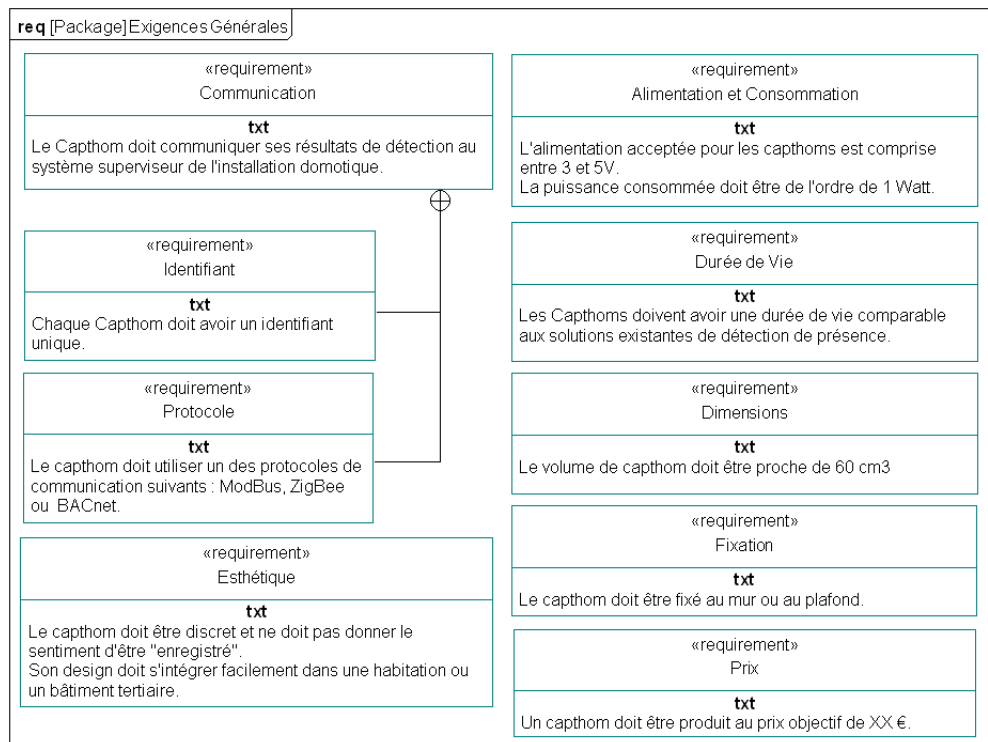 req [Package] Exigences Générales
«requirement»
Communication
txt
Le Capthom doit communiquer ses résultats de détection au
système superviseur de l'installation domotique.
«requirement»
Identifiant
txt
Chaque Capthom doit avoir un identifiant
unique.
«requirement»
Protocole
txt
Le capthom doit utiliser un des protocoles de
communication suivants : ModBus, ZigBee
ou BACnet.
«requirement»
Esthétique
txt
Le capthom doit être discret et ne doit pas donner le
sentiment d'être "enregistré".
Son design doit s'intégrer facilement dans une habitation ou
un bâtiment tertiaire.
«requirement»
Alimentation et Consommation
txt
L'alimentation acceptée pour les capthoms est comprise
entre 3 et 5V.
La puissance consommée doit être de l'ordre de 1 Watt.
«requirement»
Durée de Vie
txt
Les Capthoms doivent avoir une durée de vie comparable
aux solutions existantes de détection de présence.
«requirement»
Dimensions
txt
Le volume de capthom doit être proche de 60 cm3
«requirement»
Fixation
txt
Le capthom doit être fixé au mur ou au plafond.
«requirement»
Prix
txt
Un capthom doit être produit au prix objectif de XX €.